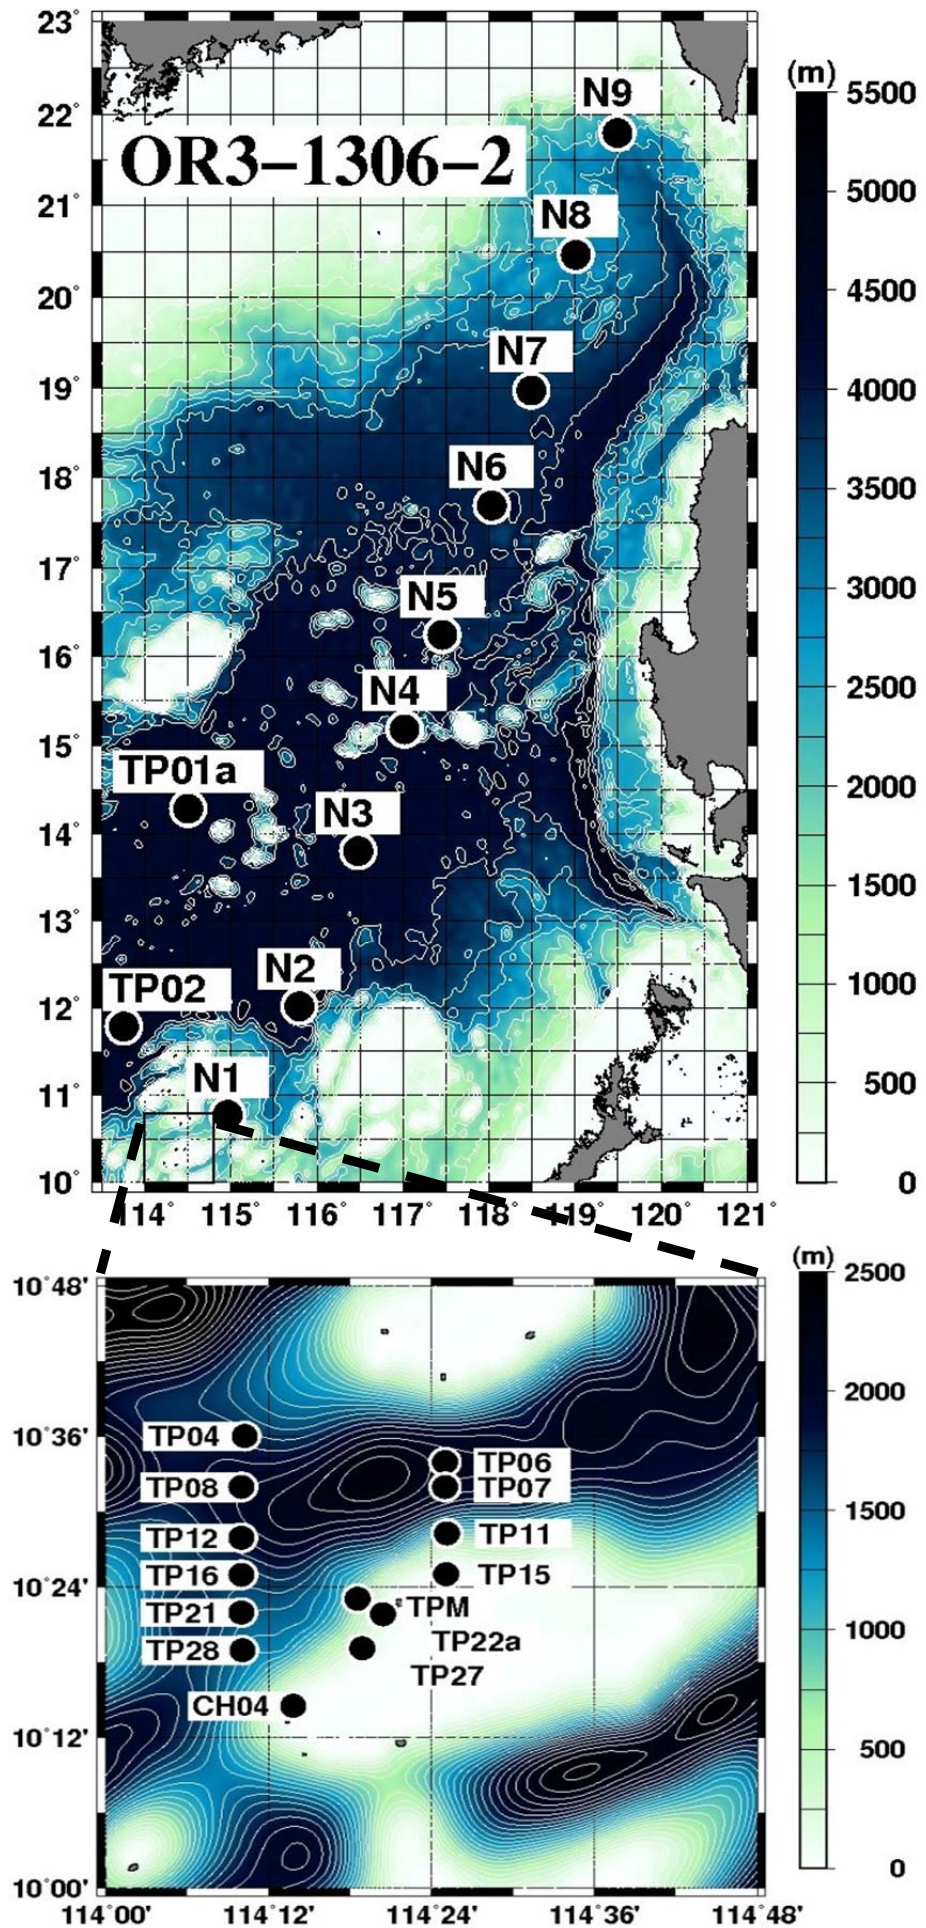 23°
(m)
N9
5500
22°
OR3-1306-2
5000
21°
N8
4500
20°
N7
19°
4000
N6
18°
3500
17°
N5
3000
16°
N4
2500
15°
TP01a
2000
N3
14°
1500
13°
N2
1000
TP02
12°
N1
500
11°
10°
0
114° 115° 116° 117° 118° 119° 120° 121°
(m)
10°48'
2500
2000
TP04
10°36'
TP06
TP08
TP07
1500
TP12
TP11
TP16
TP15
10°24'
TPM
TP21
1000
TP22a
TP28
TP27
CH04
10°12'
500
10°00'
0
114°00' 114°12' 114°24' 114°36' 114°48'